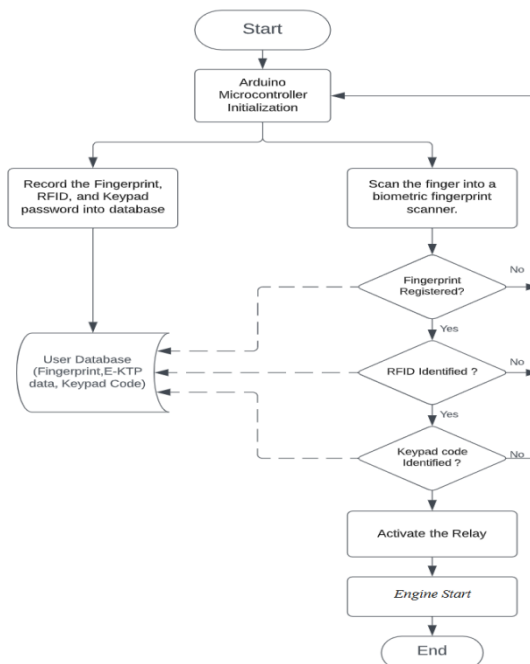 Start
Arduino
Microcontroller
Initialization
Record the Fingerprint,
RFID, and Keypad
password into database
Scan the finger into a
biometric fingerprint
scanner.
Fingerprint
Registered?
No
Yes
User Database
(Fingerprint,E-KTP
data, Keypad Code)
RFID Identified ?
No
Yes
Keypad code
Identified ?
No
Activate the Relay
Engine Start
End